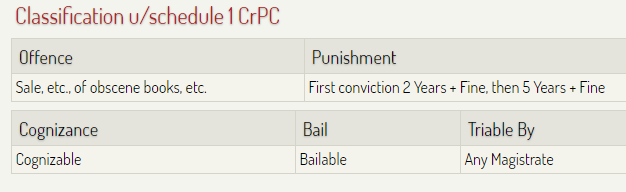 Classification u/schedule 1 CrPC
Offence Punishment
Sale, etc., of obscene books, etc. First conviction 2 Years + Fine, then 5 Years + Fine
Cognizance Bail Triable By
Cognizable Bailable Any Magistrate